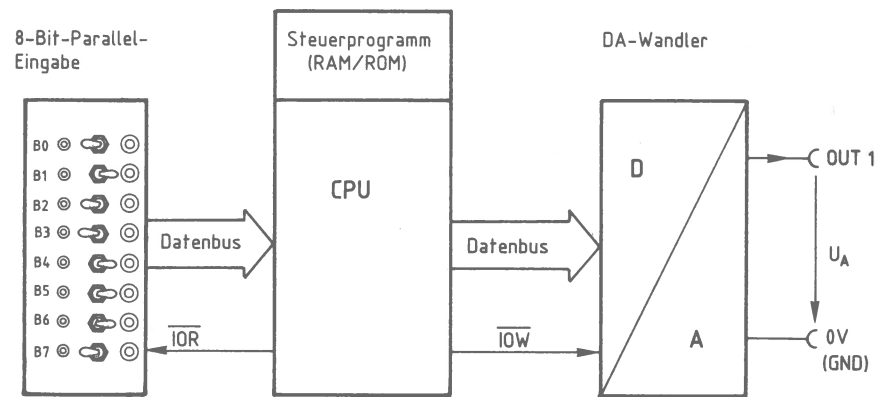 8-Bit-Parallel-
Eingabe
Steuerprogramm
(RAM/ROM)
DA-Wandler
B0
B1
B2
B3
B4
B5
B6
B7
Datenbus
IOR
CPU
Datenbus
IOW
D
A
OUT 1
UA
0V
(GND)